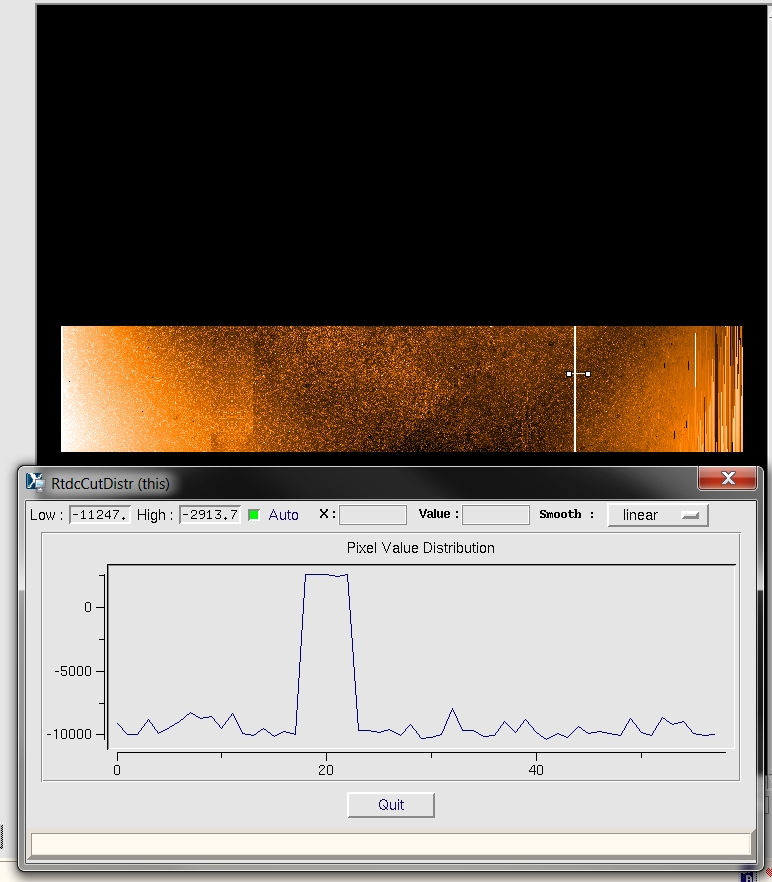 RtdcCutDistr (this)
Low : -11247. High : -2913.7 Auto X : Value : Smooth : linear
Pixel Value Distribution
0
-5000
-10000
0 20 40
Quit